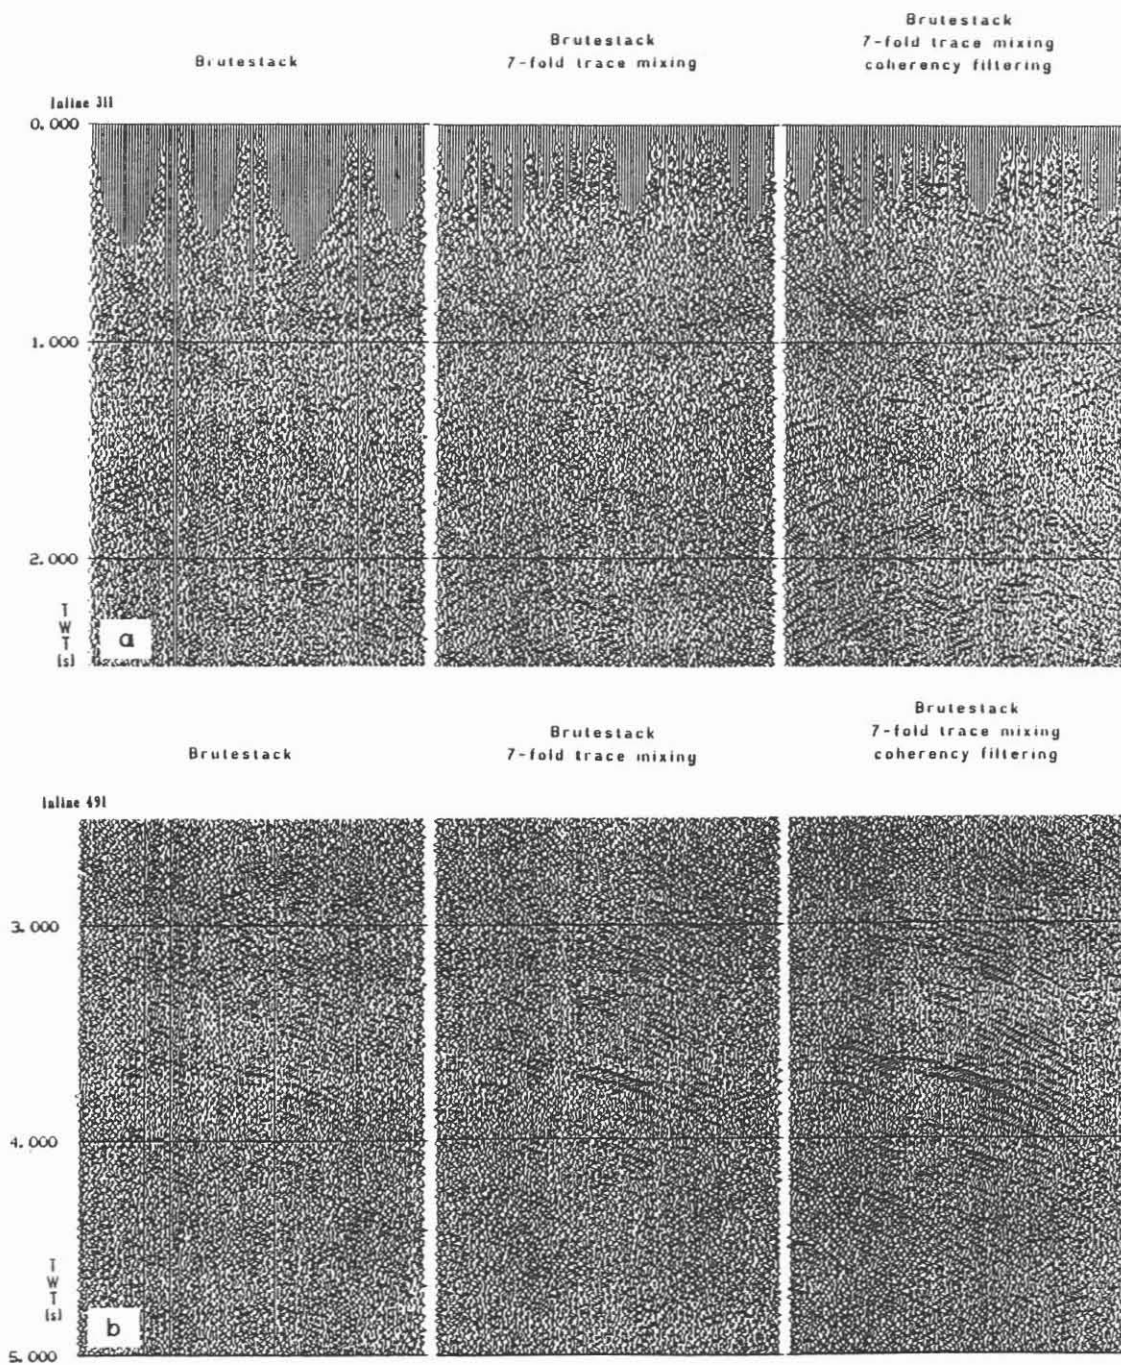 Brutestack
Brutestack
7-fold trace mixing
Brutestack
7-fold trace mixing
coherency filtering
Inline 311
0.000
1.000
2.000
T
W
T
(s)
a
Brutestack
Brutestack
7-fold trace mixing
Brutestack
7-fold trace mixing
coherency filtering
Inline 491
3.000
4.000
T
W
T
(s)
b
5.000